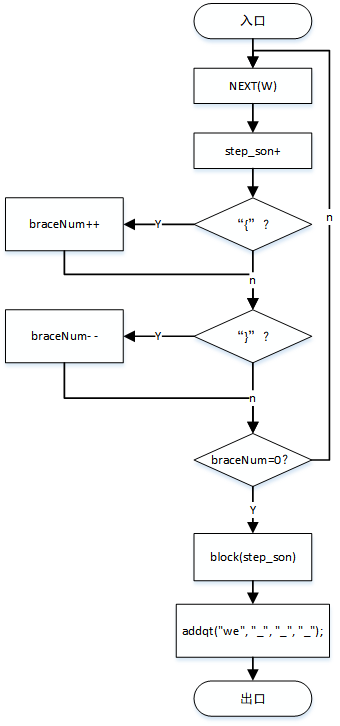 入口
NEXT(W)
step_son+
“{” ？
Y
braceNum++
n
n
“}” ？
Y
braceNum- -
n
braceNum=0？
Y
block(step_son)
addqt("we", "_", "_", "_");
出口